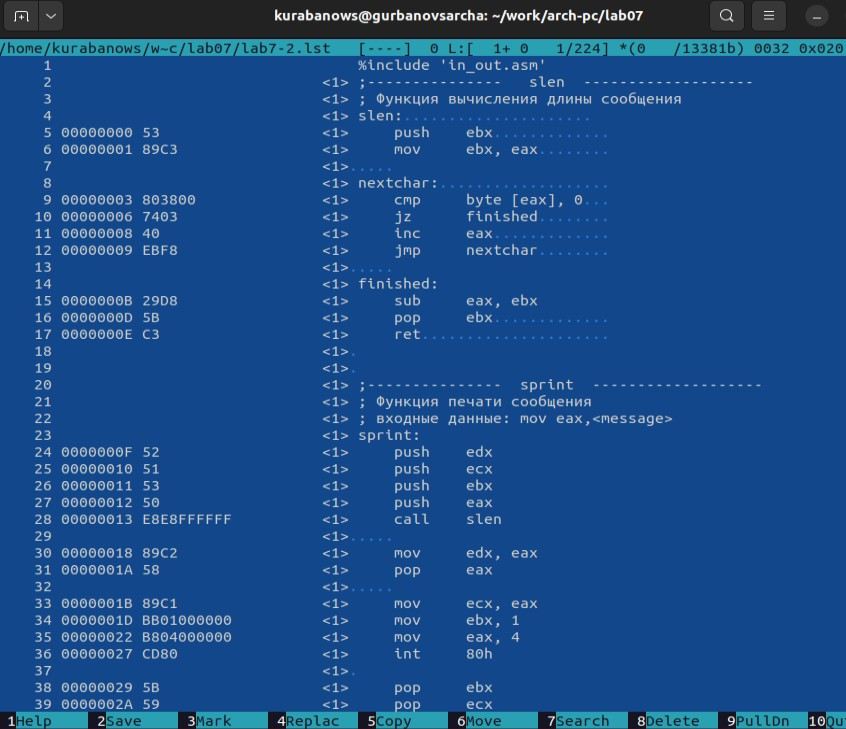 kurabanows@gurbanovsarcha: ~/work/arch-pc/lab07
/home/kurabanows/w~c/lab07/lab7-2.lst   [----]  0 L:[  1+ 0   1/224] *(0   /13381b) 0032 0x020
1 %include 'in_out.asm'
2 <1> ;---------------   slen   -------------------
3 <1> ; Функция вычисления длины сообщения
4 <1> slen:.....................
5 00000000 53 <1>     push    ebx.............
6 00000001 89C3 <1>     mov     ebx, eax........
7 <1>.....
8 <1> nextchar:...................
9 00000003 803800 <1>     cmp     byte [eax], 0...
10 00000006 7403 <1>     jz      finished........
11 00000008 40 <1>     inc     eax.............
12 00000009 EBF8 <1>     jmp     nextchar........
13 <1>.....
14 <1> finished:
15 0000000B 29D8 <1>     sub     eax, ebx
16 0000000D 5B <1>     pop     ebx.............
17 0000000E C3 <1>     ret.....................
18 <1>.
19 <1>.
20 <1> ;---------------  sprint  -------------------
21 <1> ; Функция печати сообщения
22 <1> ; входные данные: mov eax,<message>
23 <1> sprint:
24 0000000F 52 <1>     push    edx
25 00000010 51 <1>     push    ecx
26 00000011 53 <1>     push    ebx
27 00000012 50 <1>     push    eax
28 00000013 E8E8FFFFFF <1>     call    slen
29 <1>.....
30 00000018 89C2 <1>     mov     edx, eax
31 0000001A 58 <1>     pop     eax
32 <1>.....
33 0000001B 89C1 <1>     mov     ecx, eax
34 0000001D BB01000000 <1>     mov     ebx, 1
35 00000022 B804000000 <1>     mov     eax, 4
36 00000027 CD80 <1>     int     80h
37 <1>.
38 00000029 5B <1>     pop     ebx
39 0000002A 59 <1>     pop     ecx
1Help   2Save   3Mark   4Replac   5Copy   6Move   7Search   8Delete   9PullDn   10Qu